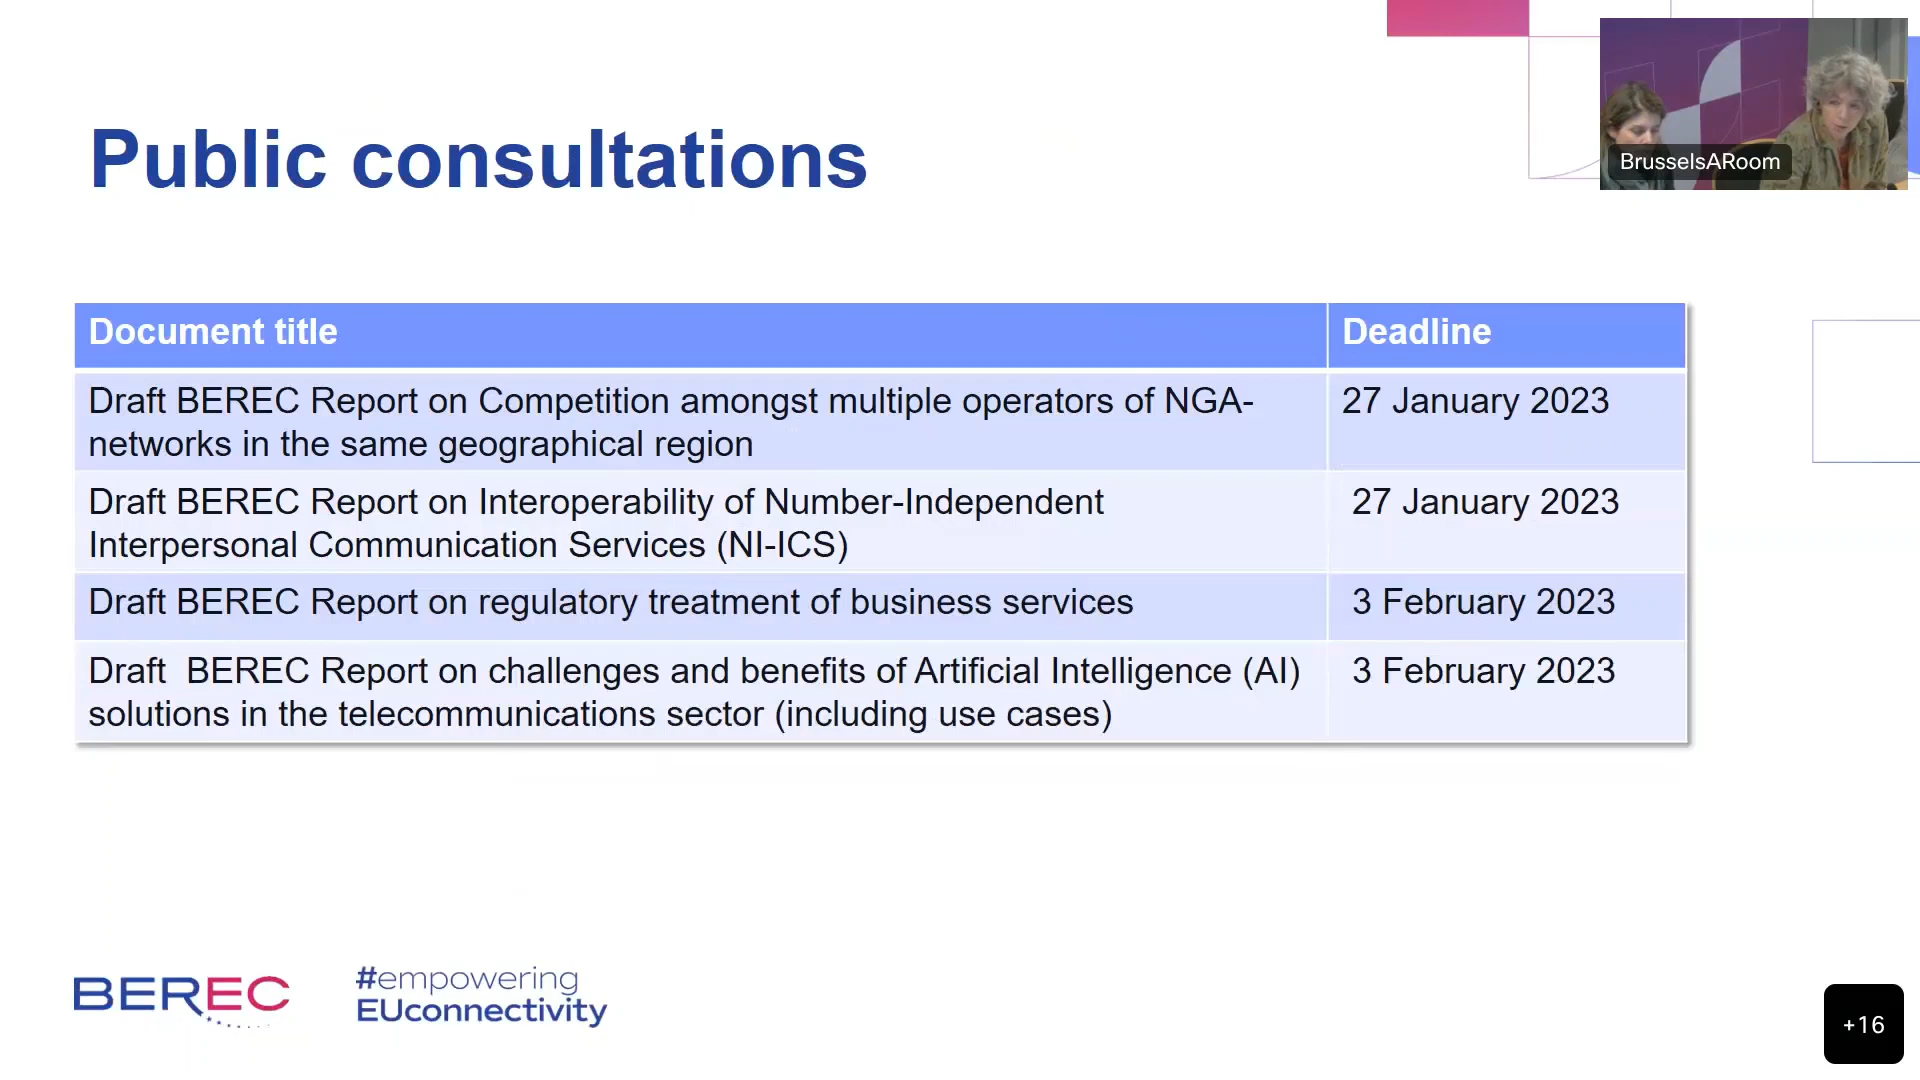 Public consultations
BrusselsARoom
Document title
Deadline
Draft BEREC Report on Competition amongst multiple operators of NGA-
networks in the same geographical region
27 January 2023
Draft BEREC Report on Interoperability of Number-Independent
Interpersonal Communication Services (NI-ICS)
27 January 2023
Draft BEREC Report on regulatory treatment of business services
3 February 2023
Draft  BEREC Report on challenges and benefits of Artificial Intelligence (AI)
solutions in the telecommunications sector (including use cases)
3 February 2023
BEREC
#empowering
EUconnectivity
+16